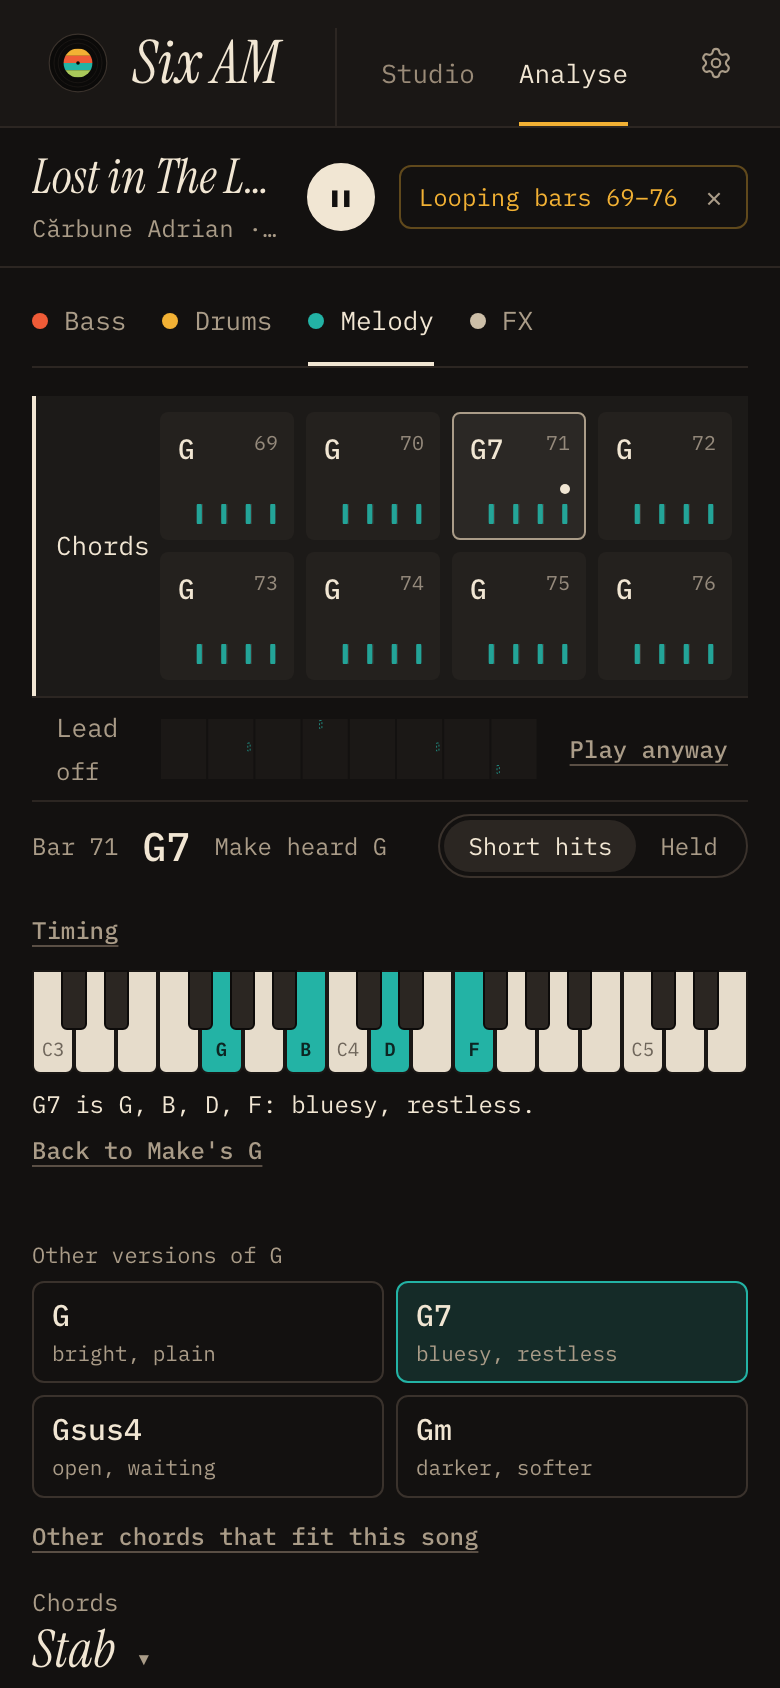 Six AM
Studio
Analyse
Lost in The L...
Looping bars 69–76 ×
Cărbune Adrian ·…
Bass
Drums
Melody
FX
Chords
G 69
G 70
G7 71
G 72
G 73
G 74
G 75
G 76
Lead
off
Play anyway
Bar 71 G7 Make heard G
Short hits
Held
Timing
C3 G B C4 D F C5
G7 is G, B, D, F: bluesy, restless.
Back to Make's G
Other versions of G
G
bright, plain
G7
bluesy, restless
Gsus4
open, waiting
Gm
darker, softer
Other chords that fit this song
Chords
Stab ▾